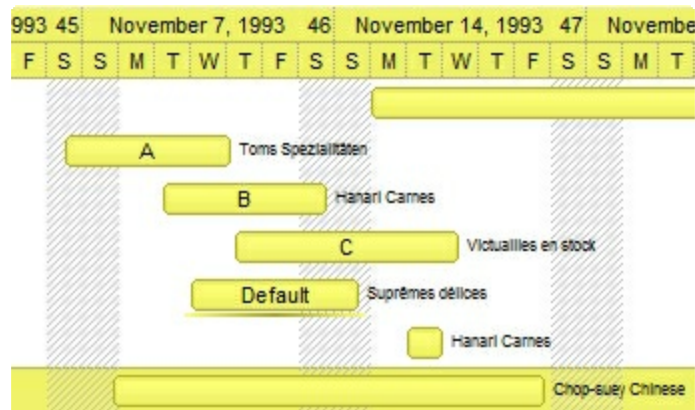 993 45 November 7, 1993 46 November 14, 1993 47 Novembe
F S S M T W T F S S M T W T F S S M T
A Toms Spezialitäten
B Hanari Carnes
C Victuailles en stock
Default Suprêmes délices
Hanari Carnes
Chop-suey Chinese